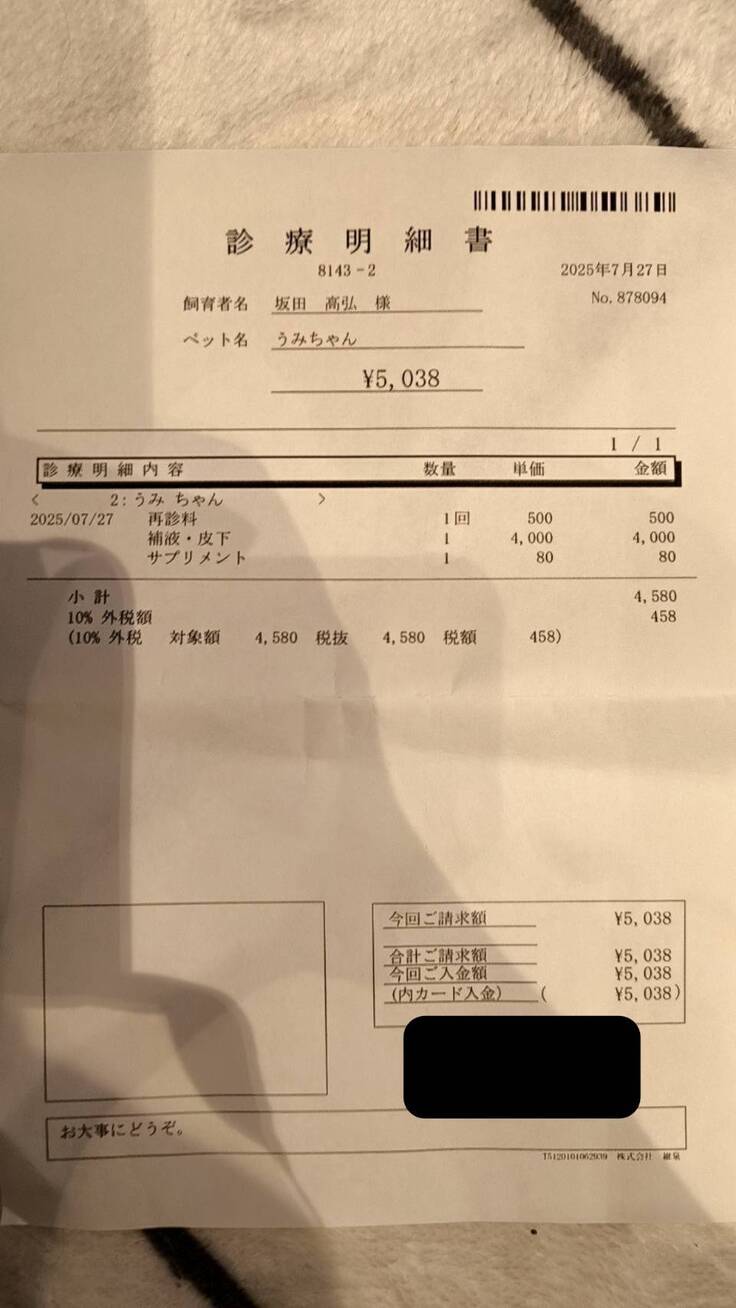 診療明細書
8143-2
2025年7月27日
飼育者名 坂田 高弘 様
No. 878094
ペット名 うみちゃん
¥5,038
1 / 1
診療明細内容 数量 単価 金額
< 2:うみ ちゃん >
2025/07/27 再診料 1回 500 500
補液・皮下 1 4,000 4,000
サプリメント 1 80 80
小計 4,580
10% 外税額 458
(10% 外税 対象額 4,580 税抜 4,580 税額 458)
今回ご請求額 ¥5,038
合計ご請求額 ¥5,038
今回ご入金額 ¥5,038
(内カード入金) ( ¥5,038)
お大事にどうぞ。
T5120101062939 株式会社